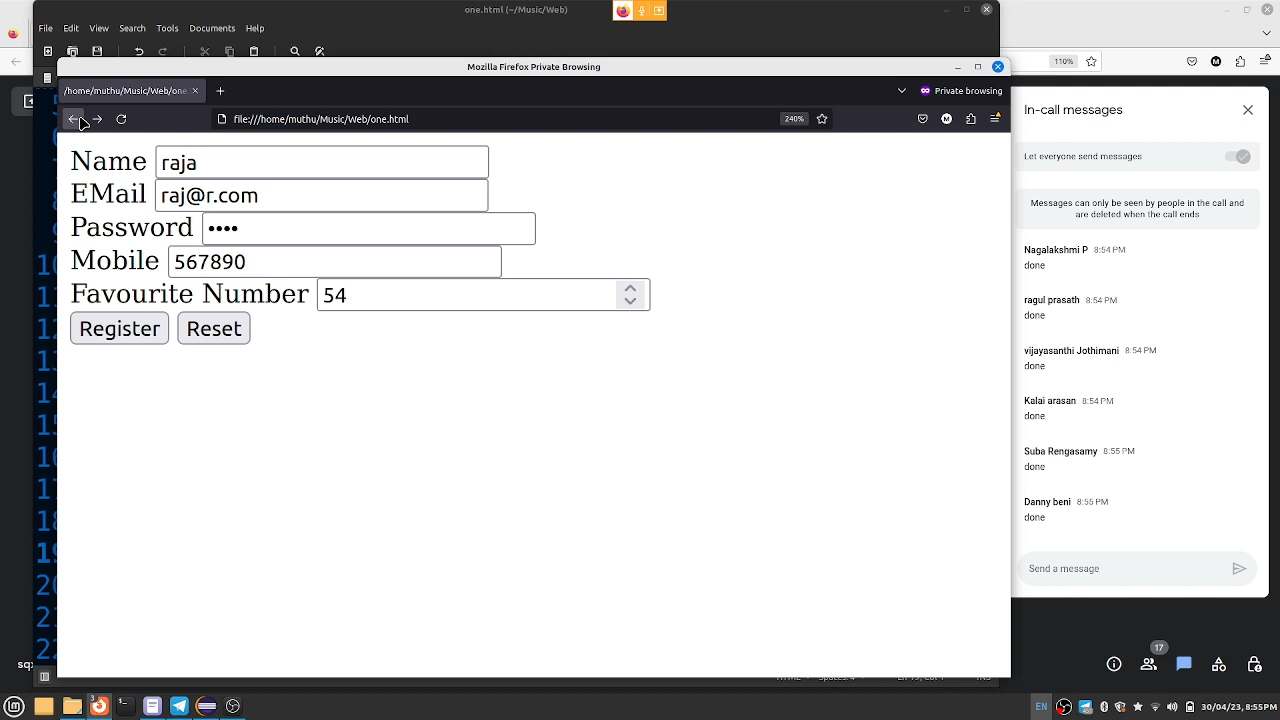 one.html (~/Music/Web)
File Edit View Search Tools Documents Help
Mozilla Firefox Private Browsing
/home/muthu/Music/Web/one
Private browsing
file:///home/muthu/Music/Web/one.html
240%
110%
Name raja
EMail raj@r.com
Password ••••
Mobile 567890
Favourite Number 54
Register Reset
In-call messages
Let everyone send messages
Messages can only be seen by people in the call and
are deleted when the call ends
Nagalakshmi P 8:54 PM
done
ragul prasath 8:54 PM
done
vijayasanthi Jothimani 8:54 PM
done
Kalai arasan 8:54 PM
done
Suba Rengasamy 8:55 PM
done
Danny beni 8:55 PM
done
Send a message
17
EN 30/04/23, 8:55PM